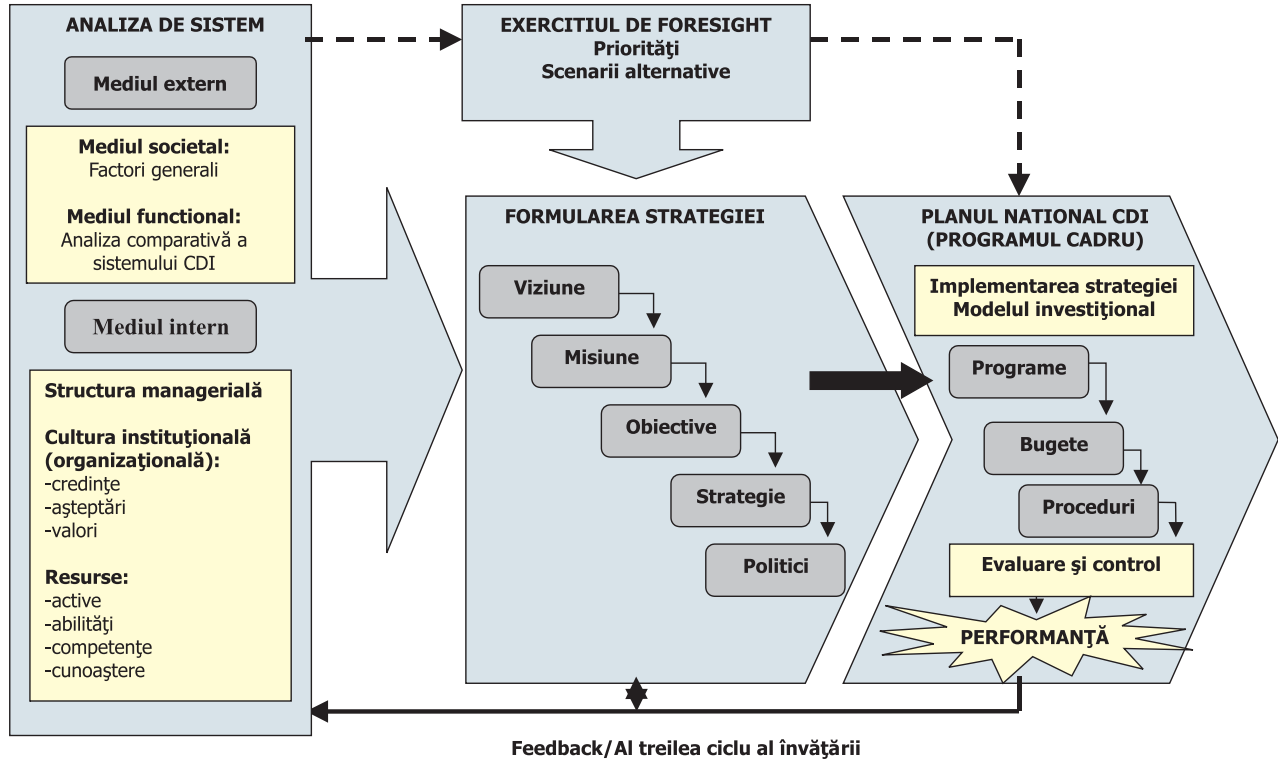 ANALIZA DE SISTEM
Mediul extern
Mediul societal:
Factori generali
Mediul functional:
Analiza comparativă a
sistemului CDI
Mediul intern
Structura managerială
Cultura instituţională
(organizaţională):
-credinţe
-aşteptări
-valori
Resurse:
-active
-abilităţi
-competenţe
-cunoaştere
EXERCITIUL DE FORESIGHT
Priorităţi
Scenarii alternative
FORMULAREA STRATEGIEI
Viziune
Misiune
Obiective
Strategie
Politici
PLANUL NATIONAL CDI
(PROGRAMUL CADRU)
Implementarea strategiei
Modelul investiţional
Programe
Bugete
Proceduri
Evaluare şi control
PERFORMANŢĂ
Feedback/Al treilea ciclu al învăţării